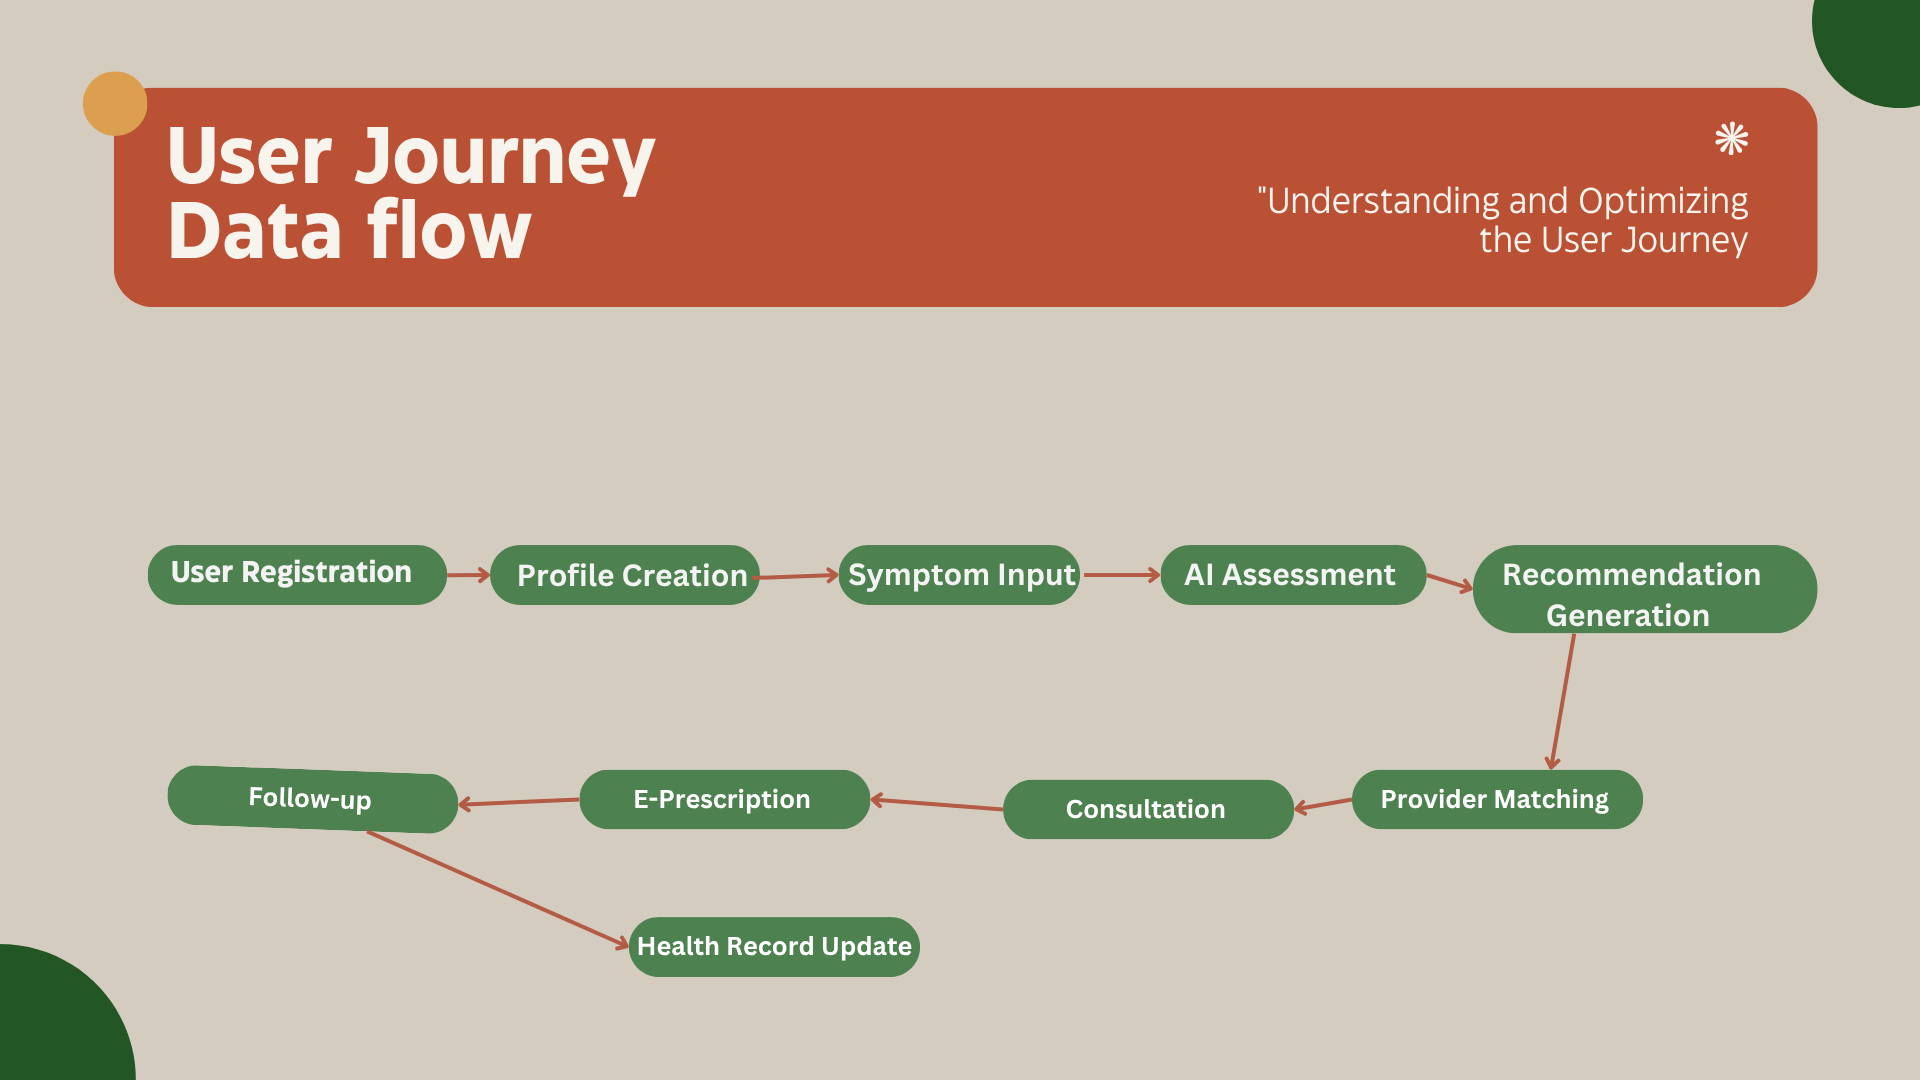 User Journey
Data flow
"Understanding and Optimizing
the User Journey
User Registration
Profile Creation
Symptom Input
AI Assessment
Recommendation
Generation
Provider Matching
Consultation
E-Prescription
Follow-up
Health Record Update